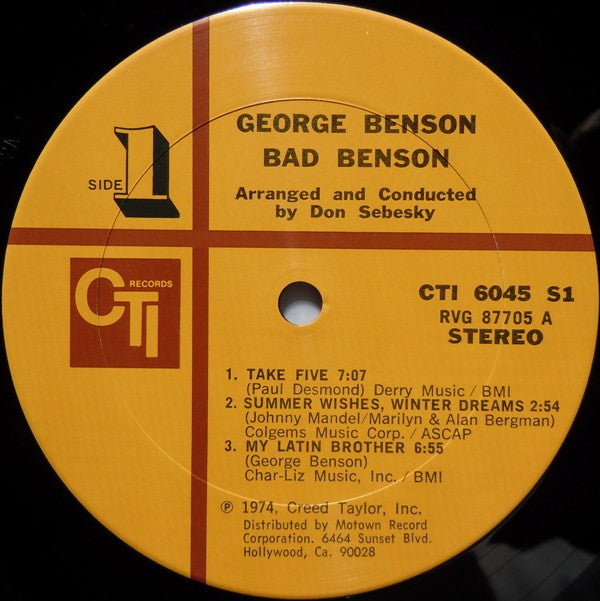 GEORGE BENSON
BAD BENSON
Arranged and Conducted
by Don Sebesky
SIDE 1
CTI RECORDS
CTI 6045 S1
RVG 87705 A
STEREO
1. TAKE FIVE 7:07
(Paul Desmond) Derry Music / BMI
2. SUMMER WISHES, WINTER DREAMS 2:54
(Johnny Mandel/Marilyn & Alan Bergman)
Colgems Music Corp. / ASCAP
3. MY LATIN BROTHER 6:55
(George Benson)
Char-Liz Music, Inc. / BMI
℗ 1974, Creed Taylor, Inc.
Distributed by Motown Record
Corporation. 6464 Sunset Blvd.
Hollywood, Ca. 90028